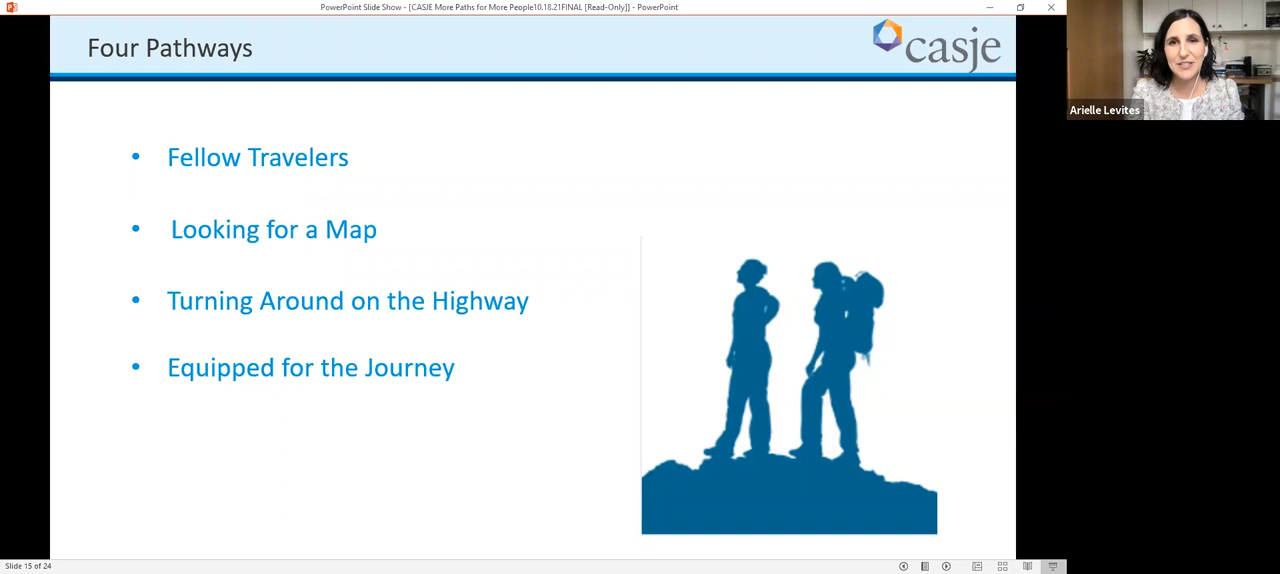 PowerPoint Slide Show - [CASJE More Paths for More People10.18.21FINAL [Read-Only]] - PowerPoint
Four Pathways
casje
Arielle Levites
• Fellow Travelers
• Looking for a Map
• Turning Around on the Highway
• Equipped for the Journey
Slide 15 of 24